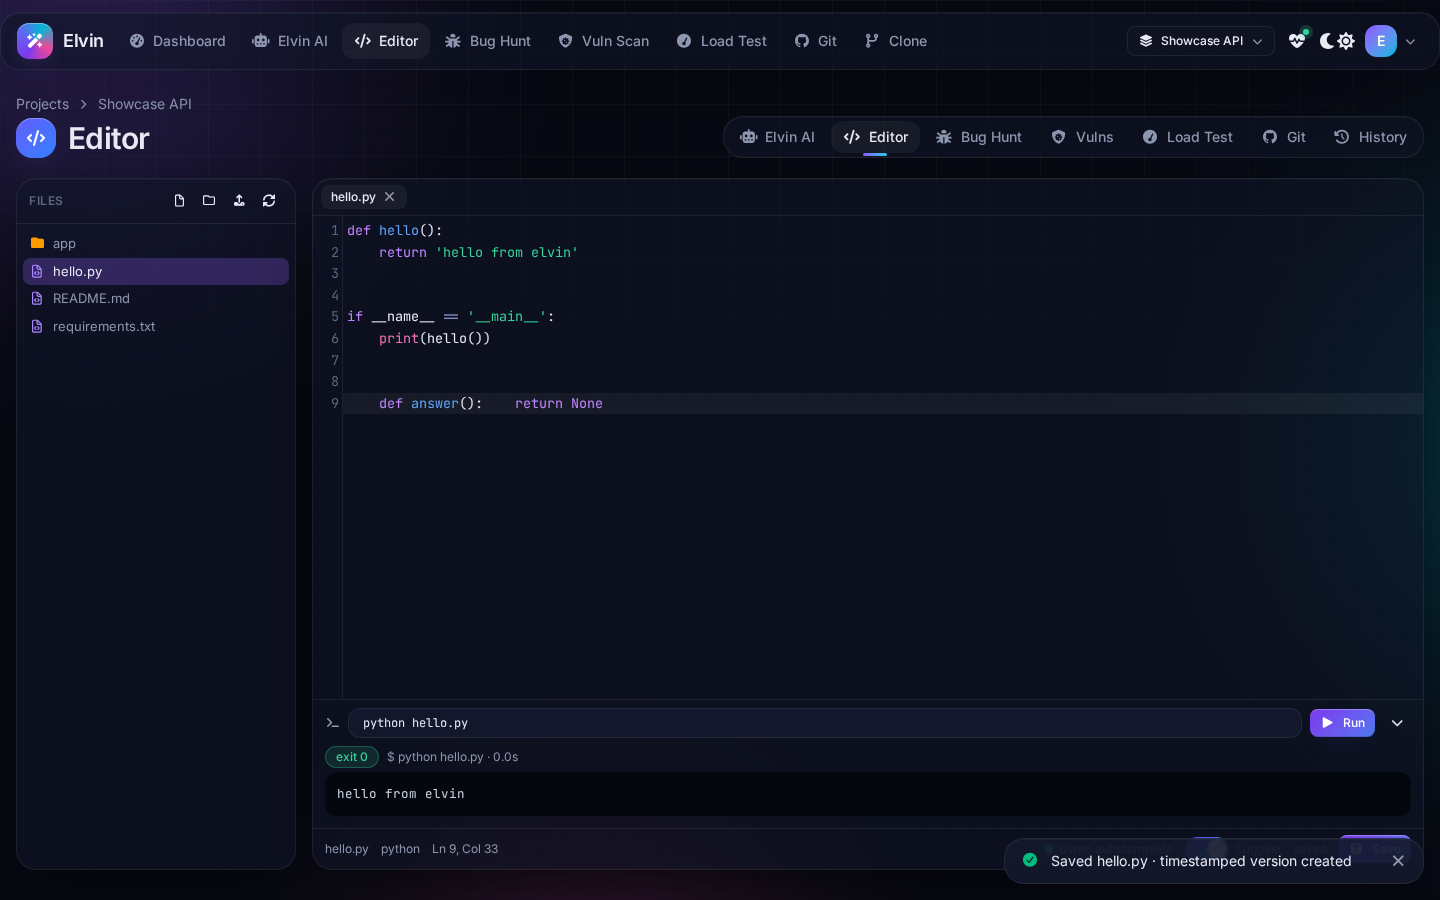 Elvin
Dashboard
Elvin AI
Editor
Bug Hunt
Vuln Scan
Load Test
Git
Clone
Showcase API
E
Projects
Showcase API
Editor
Elvin AI
Editor
Bug Hunt
Vulns
Load Test
Git
History
FILES
app
hello.py
README.md
requirements.txt
hello.py
1 def hello():
2     return 'hello from elvin'
3
4
5 if __name__ == '__main__':
6     print(hello())
7
8
9     def answer():    return None
python hello.py
Run
exit 0
$ python hello.py · 0.0s
hello from elvin
hello.py
python
Ln 9, Col 33
Saved hello.py · timestamped version created